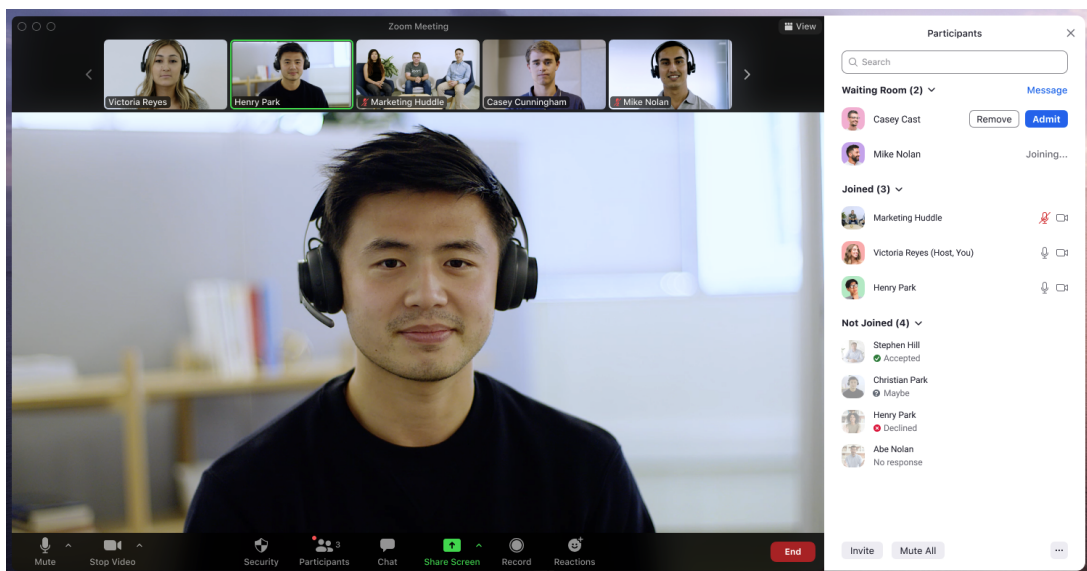 Zoom Meeting
View
Victoria Reyes
Henry Park
Marketing Huddle
Casey Cunningham
Mike Nolan
Mute
Stop Video
Security
Participants
3
Chat
Share Screen
Record
Reactions
End
Participants
Search
Waiting Room (2)
Message
Casey Cast
Remove
Admit
Mike Nolan
Joining...
Joined (3)
Marketing Huddle
Victoria Reyes (Host, You)
Henry Park
Not Joined (4)
Stephen Hill
Accepted
Christian Park
Maybe
Henry Park
Declined
Abe Nolan
No response
Invite
Mute All